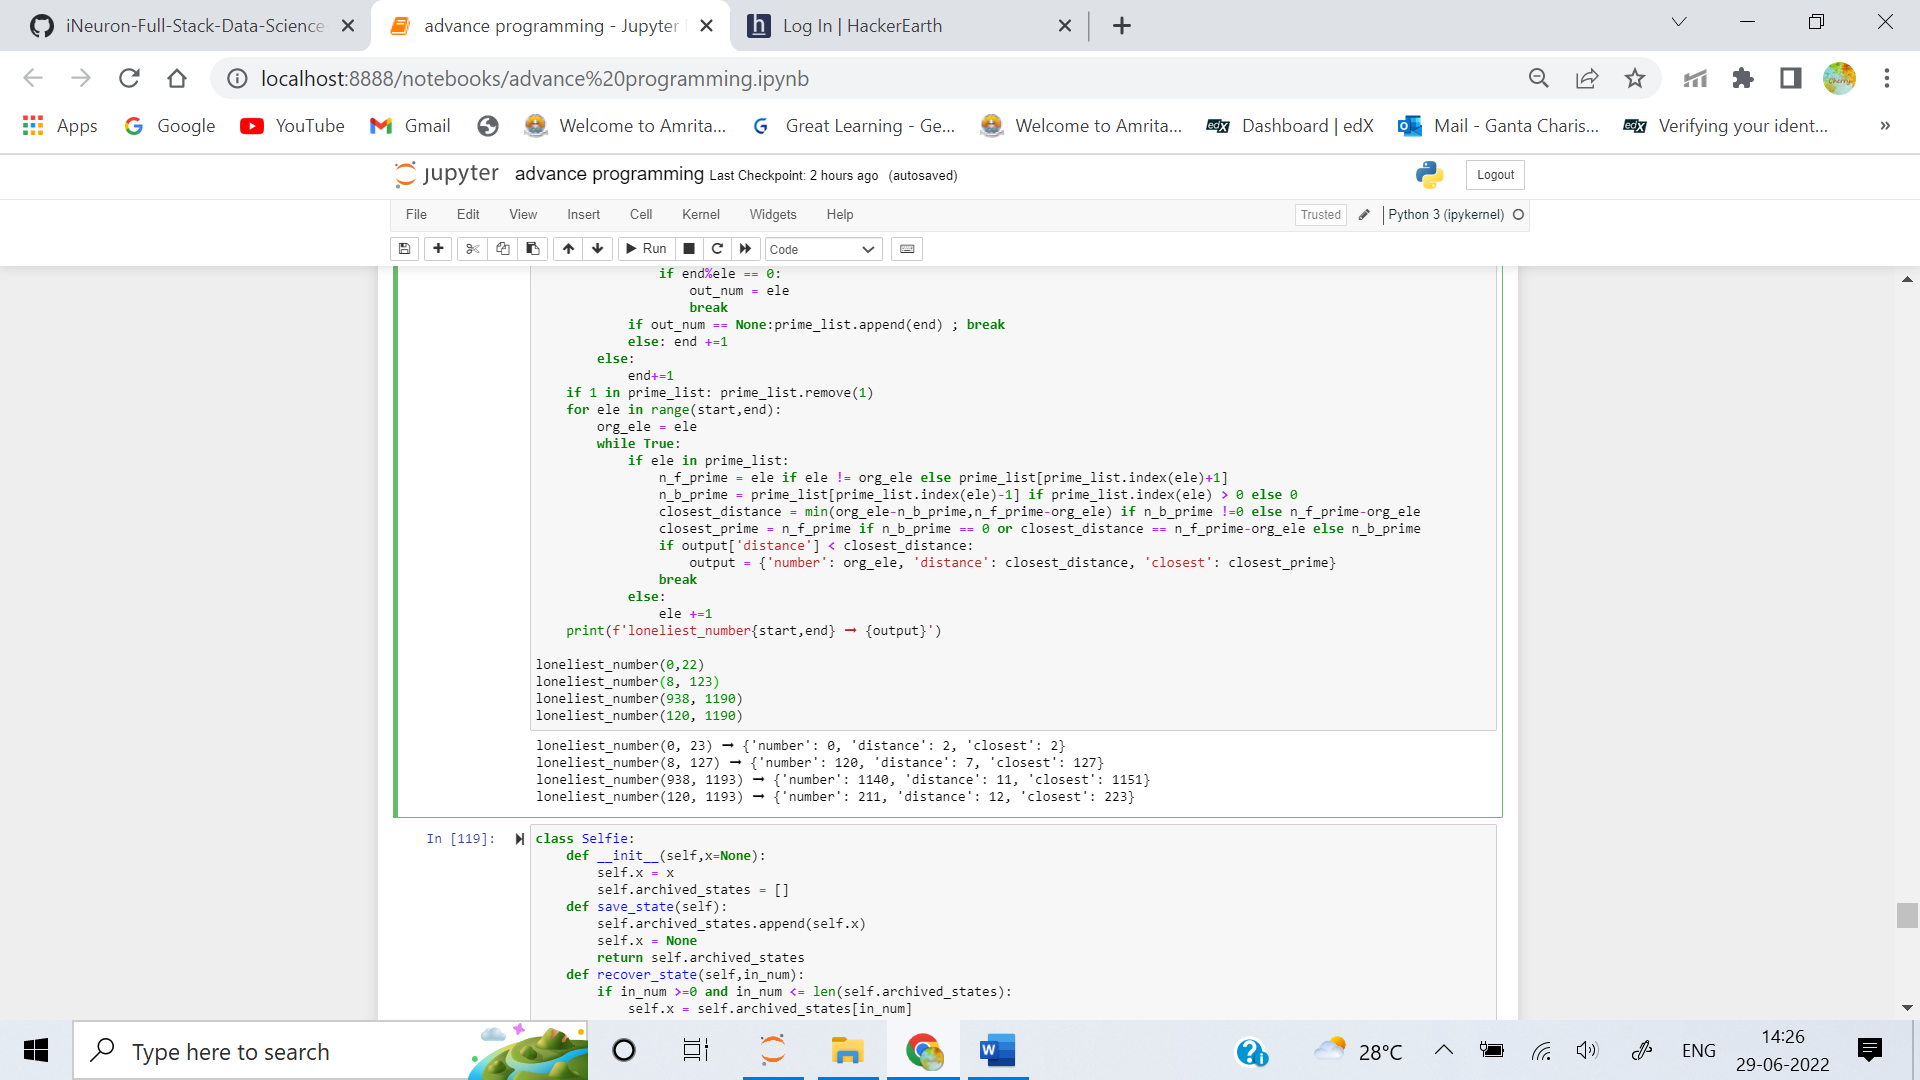 iNeuron-Full-Stack-Data-Science
advance programming - Jupyter
h Log In | HackerEarth
localhost:8888/notebooks/advance%20programming.ipynb
Apps Google YouTube Gmail Welcome to Amrita... Great Learning - Ge... Welcome to Amrita... edX Dashboard | edX Mail - Ganta Charis... edX Verifying your ident... »
jupyter advance programming Last Checkpoint: 2 hours ago (autosaved) Logout
File Edit View Insert Cell Kernel Widgets Help Trusted Python 3 (ipykernel)
Run Code
                if end%ele == 0:
                    out_num = ele
                    break
            if out_num == None:prime_list.append(end) ; break
            else: end +=1
        else:
            end+=1
    if 1 in prime_list: prime_list.remove(1)
    for ele in range(start,end):
        org_ele = ele
        while True:
            if ele in prime_list:
                n_f_prime = ele if ele != org_ele else prime_list[prime_list.index(ele)+1]
                n_b_prime = prime_list[prime_list.index(ele)-1] if prime_list.index(ele) > 0 else 0
                closest_distance = min(org_ele-n_b_prime,n_f_prime-org_ele) if n_b_prime !=0 else n_f_prime-org_ele
                closest_prime = n_f_prime if n_b_prime == 0 or closest_distance == n_f_prime-org_ele else n_b_prime
                if output['distance'] < closest_distance:
                    output = {'number': org_ele, 'distance': closest_distance, 'closest': closest_prime}
                break
            else:
                ele +=1
    print(f'loneliest_number{start,end} ➞ {output}')
loneliest_number(0,22)
loneliest_number(8, 123)
loneliest_number(938, 1190)
loneliest_number(120, 1190)
loneliest_number(0, 23) ➞ {'number': 0, 'distance': 2, 'closest': 2}
loneliest_number(8, 127) ➞ {'number': 120, 'distance': 7, 'closest': 127}
loneliest_number(938, 1193) ➞ {'number': 1140, 'distance': 11, 'closest': 1151}
loneliest_number(120, 1193) ➞ {'number': 211, 'distance': 12, 'closest': 223}
In [119]: class Selfie:
    def __init__(self,x=None):
        self.x = x
        self.archived_states = []
    def save_state(self):
        self.archived_states.append(self.x)
        self.x = None
        return self.archived_states
    def recover_state(self,in_num):
        if in_num >=0 and in_num <= len(self.archived_states):
            self.x = self.archived_states[in_num]
Type here to search
28°C ENG 14:26
29-06-2022